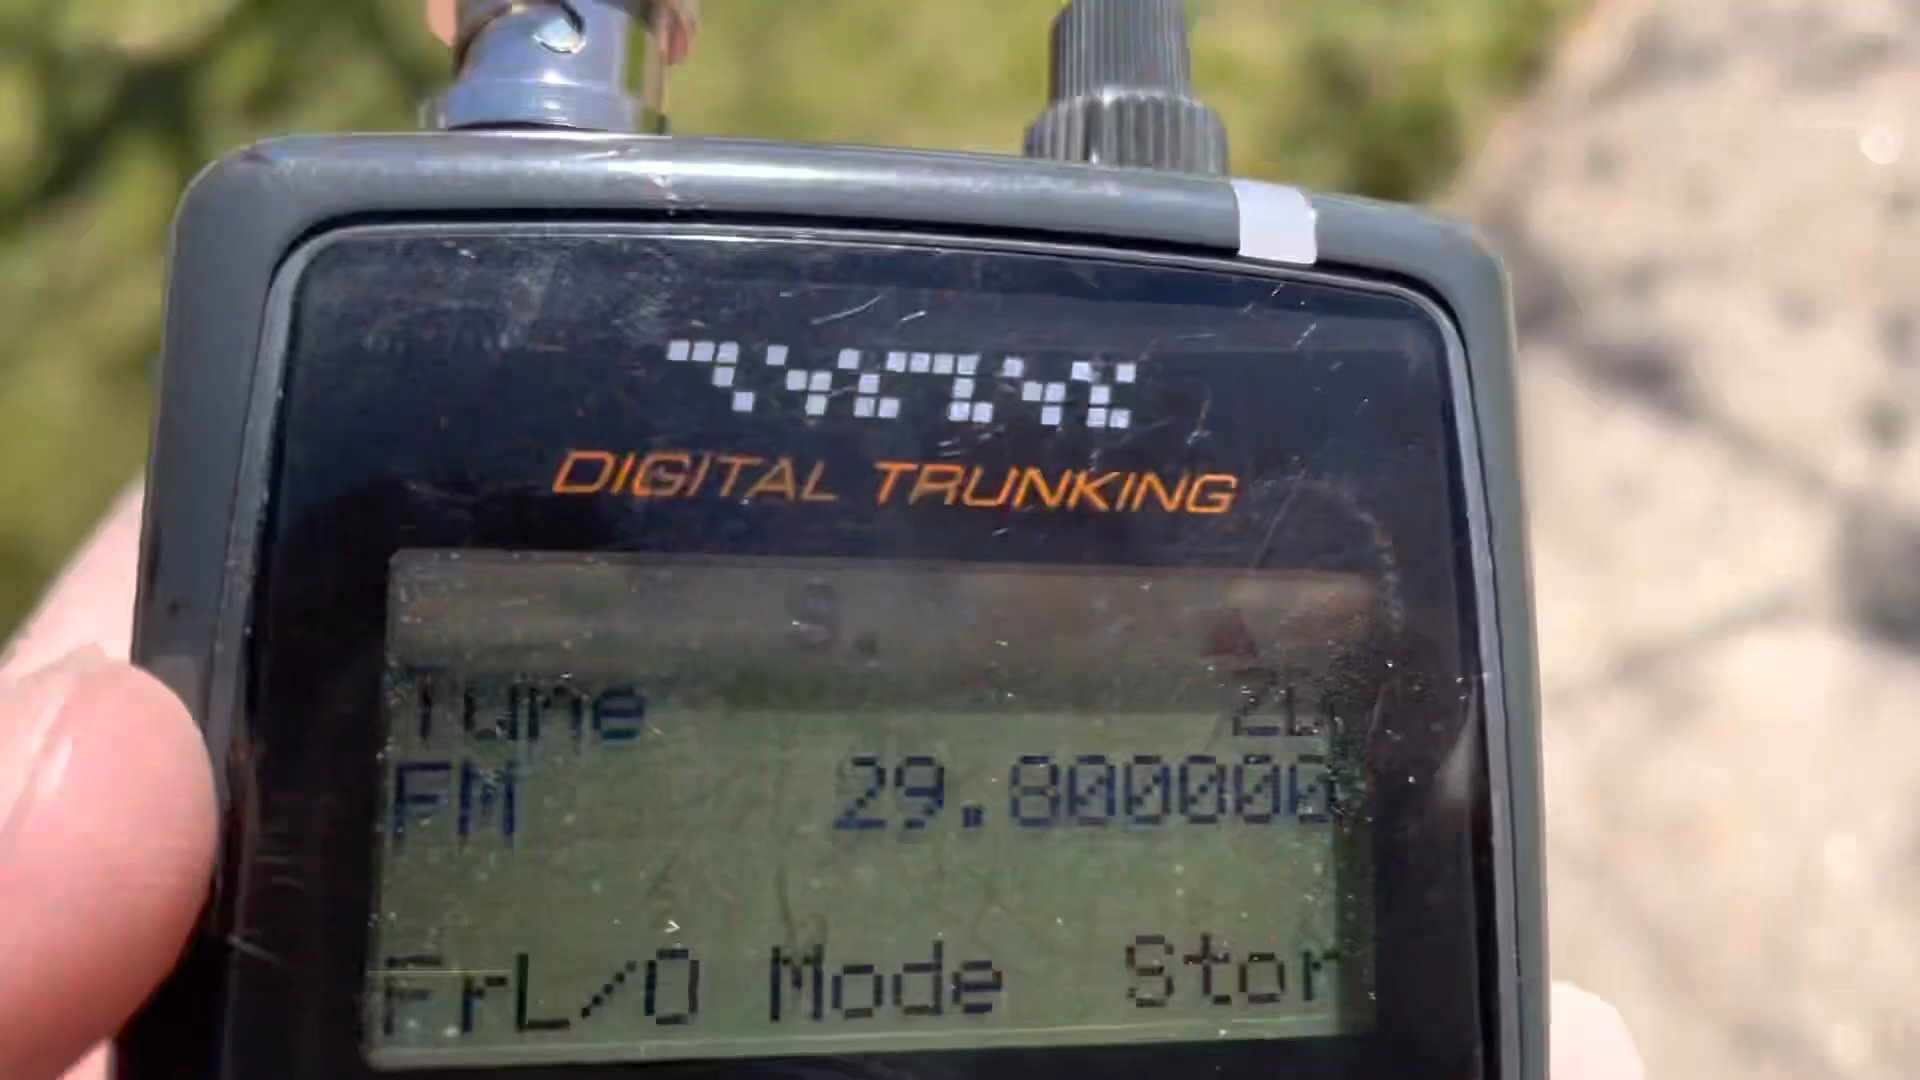 DIGITAL TRUNKING
S.
Tune
FM 29.800000
FrL/O Mode Stor